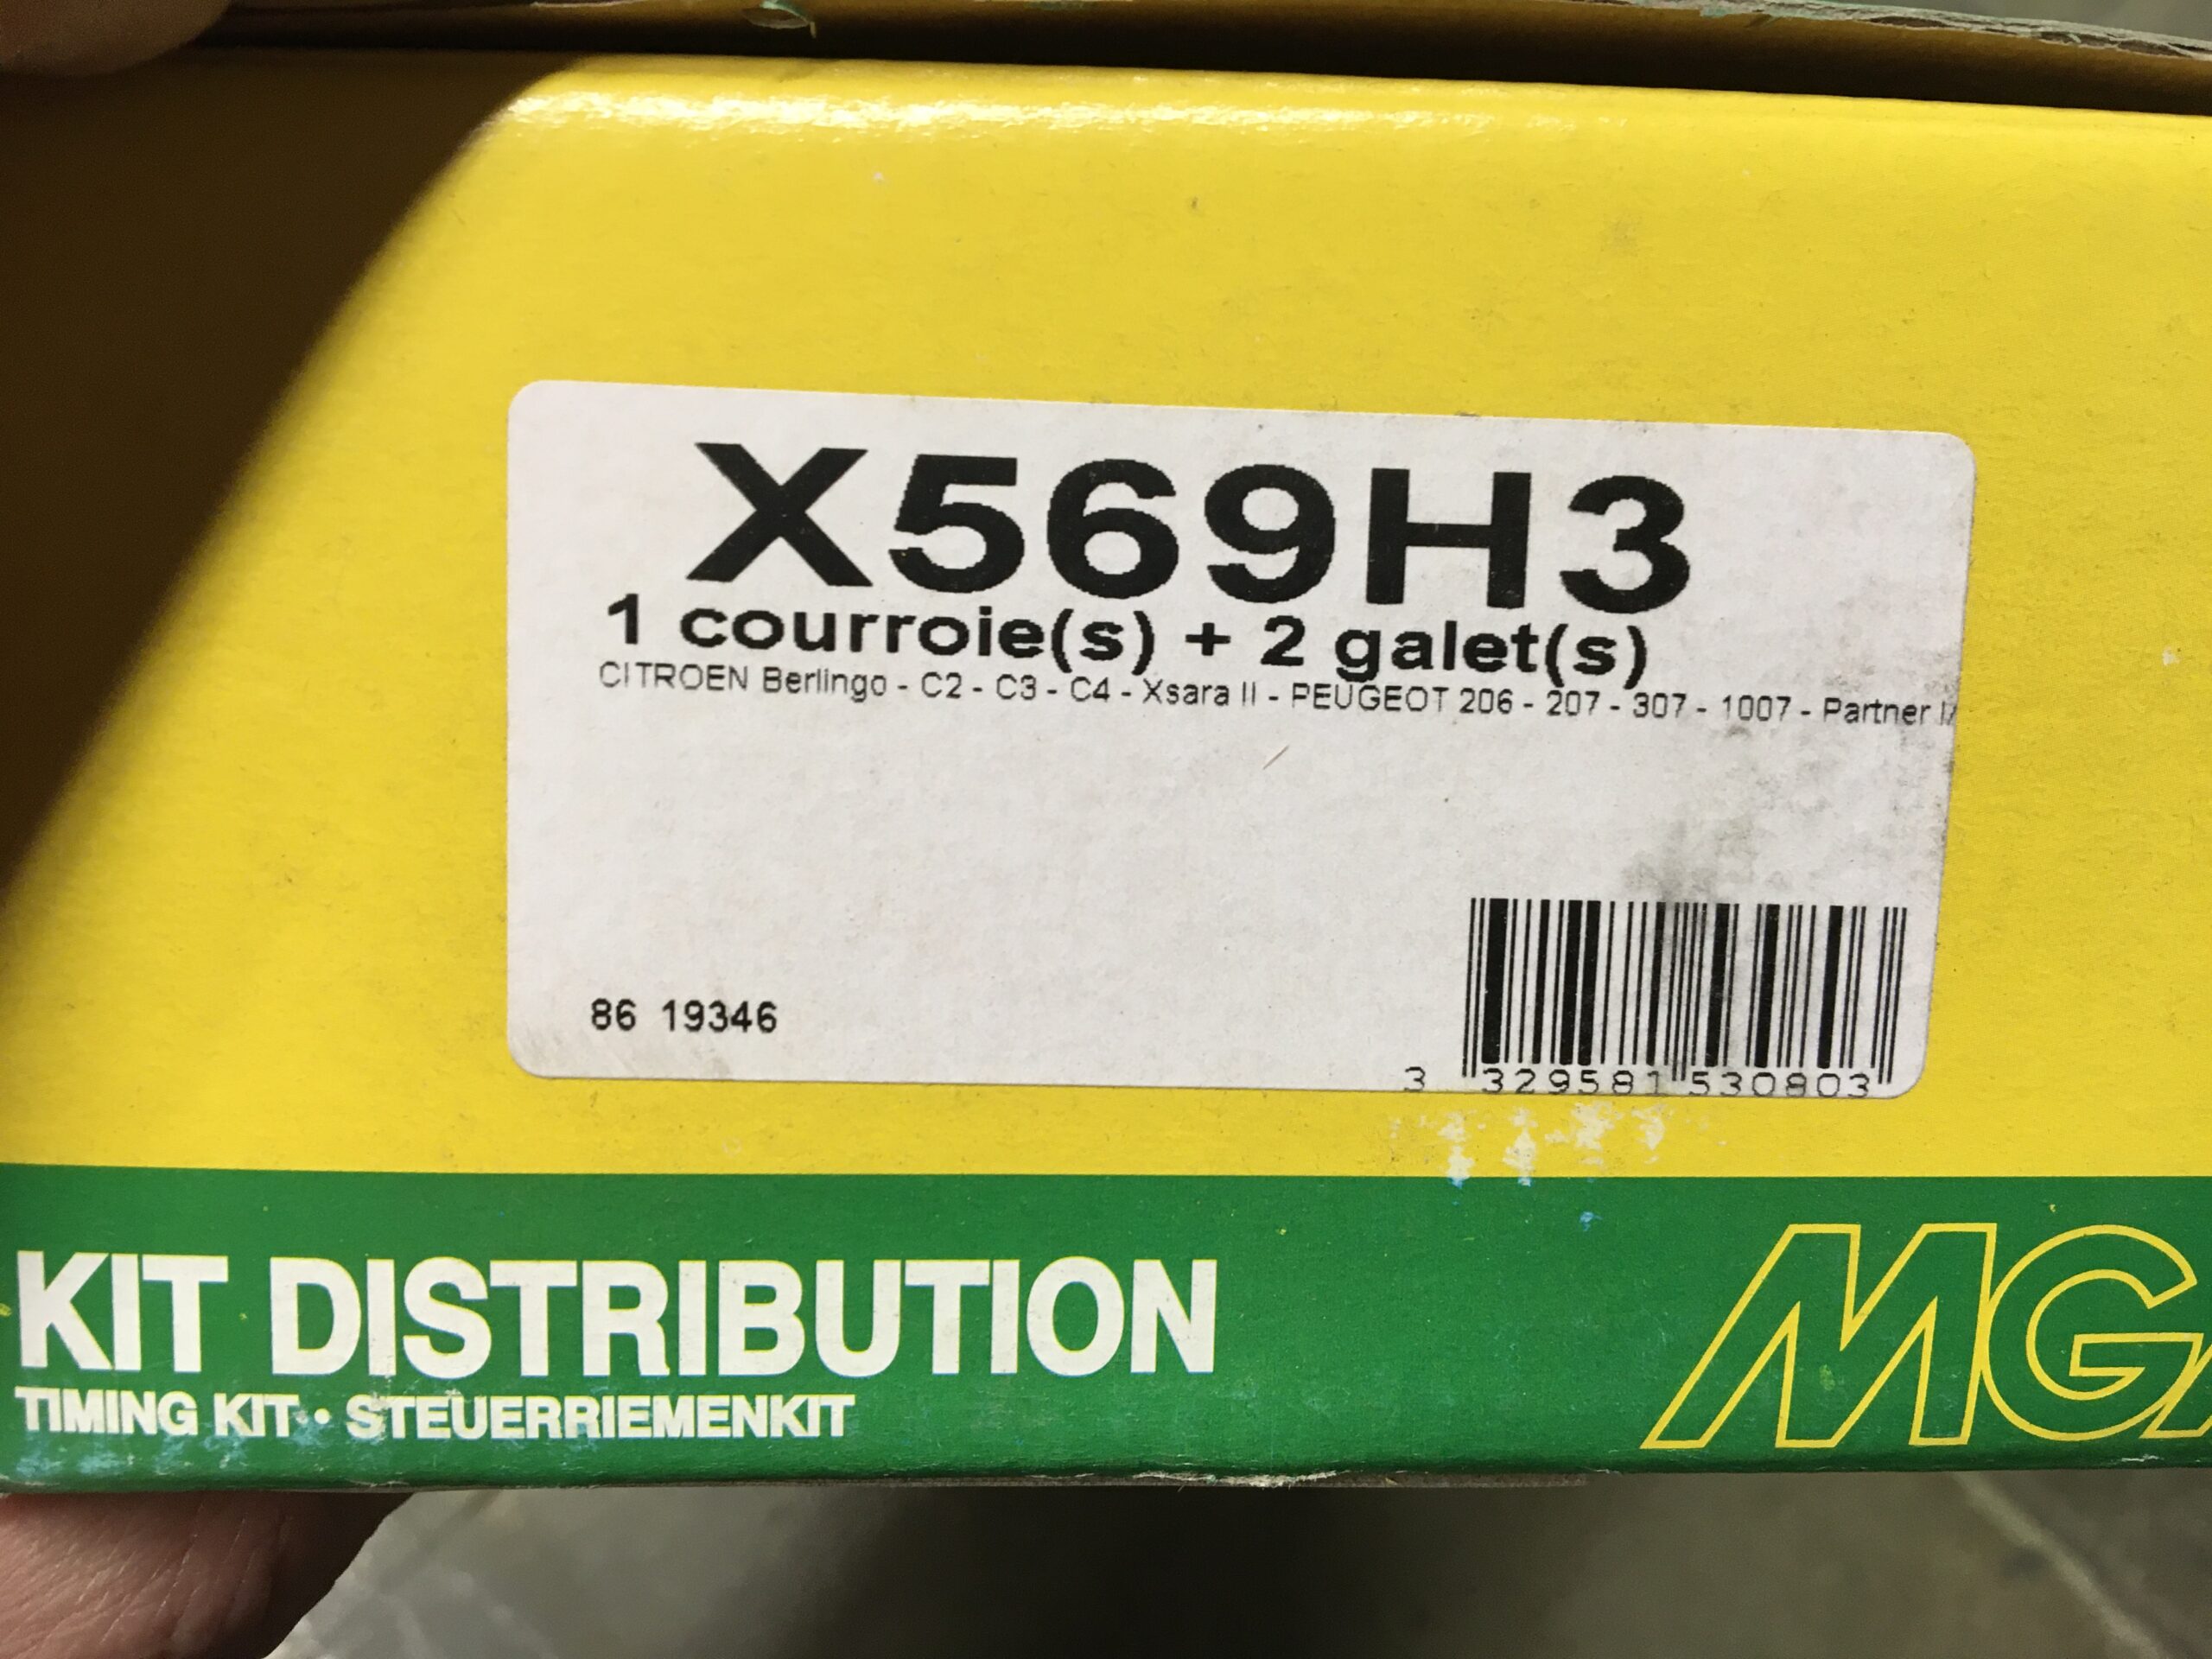 X569H3
1 courroie(s) + 2 galet(s)
CITROEN Berlingo - C2 - C3 - C4 - Xsara II - PEUGEOT 206 - 207 - 307 - 1007 - Partner
86 19346
3 329581 530803
KIT DISTRIBUTION
TIMING KIT • STEUERRIEMENKIT
MGA